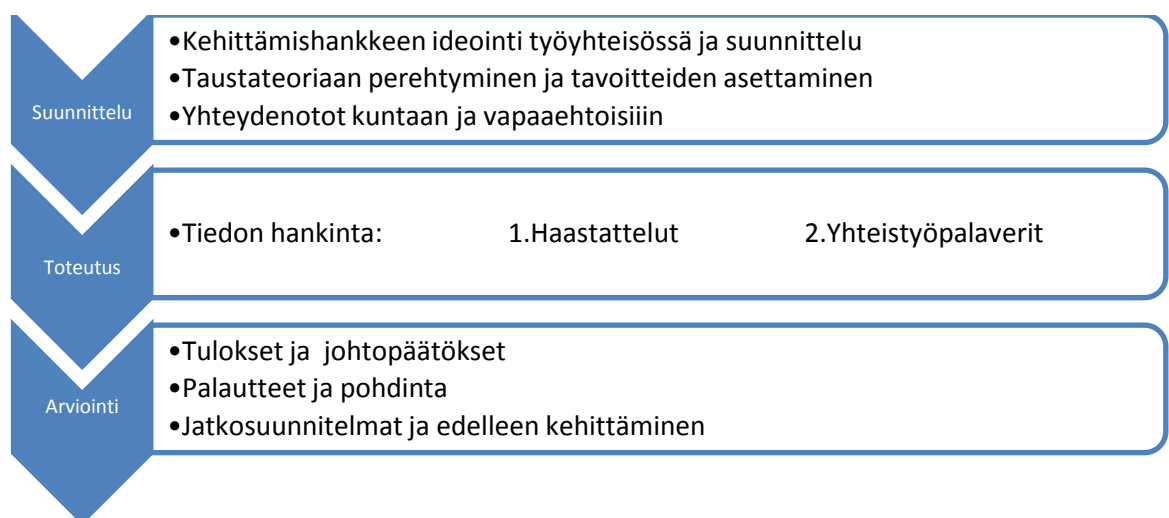 Suunnittelu
•Kehittämishankkeen ideointi työyhteisössä ja suunnittelu
•Taustateoriaan perehtyminen ja tavoitteiden asettaminen
•Yhteydenotot kuntaan ja vapaaehtoisiiin
Toteutus
•Tiedon hankinta: 1.Haastattelut 2.Yhteistyöpalaverit
Arviointi
•Tulokset ja johtopäätökset
•Palautteet ja pohdinta
•Jatkosuunnitelmat ja edelleen kehittäminen